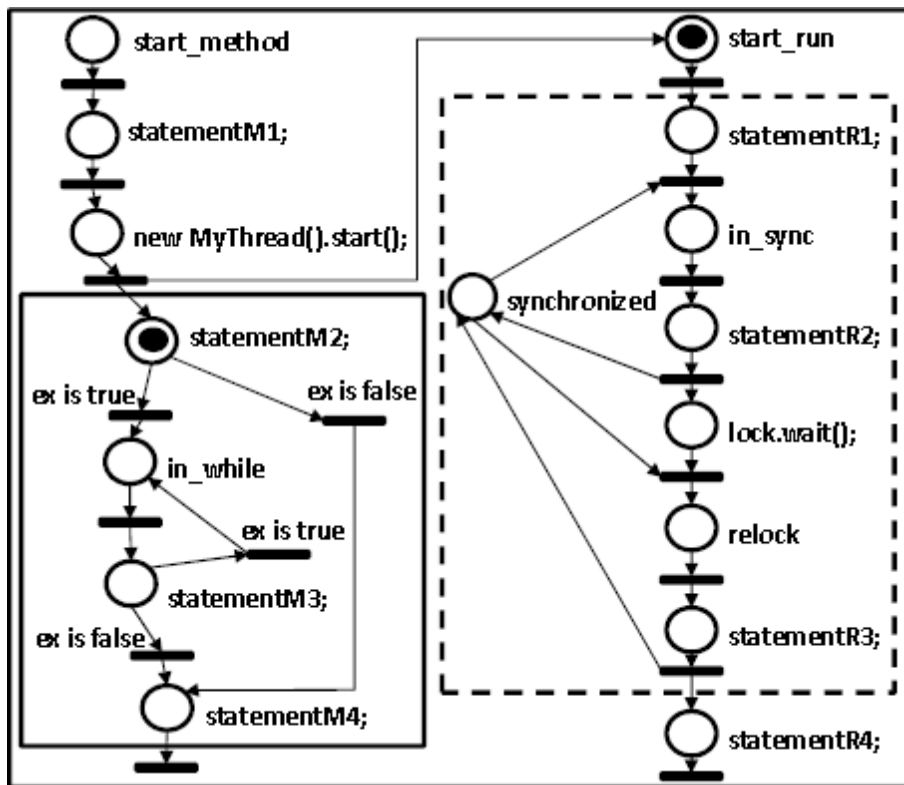 start_method
statementM1;
new MyThread().start();
statementM2;
ex is true
ex is false
in_while
ex is true
statementM3;
ex is false
statementM4;
start_run
statementR1;
in_sync
synchronized
statementR2;
lock.wait();
relock
statementR3;
statementR4;